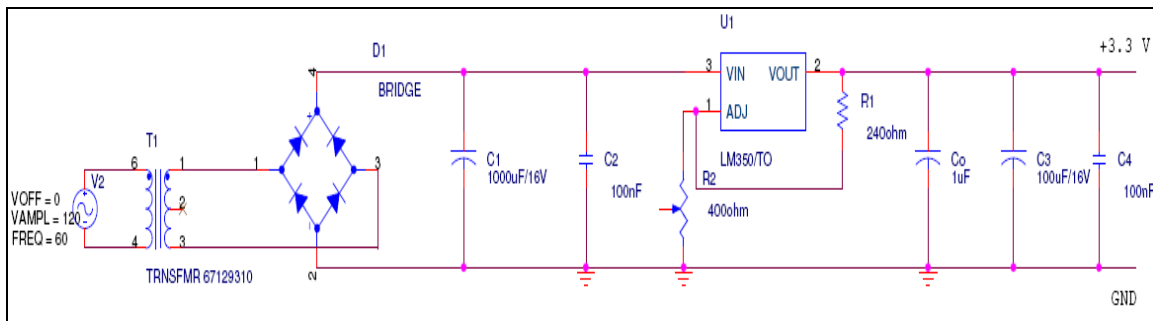 U1
+3.3 V
D1
4
BRIDGE
3
VIN
VOUT
2
1
ADJ
R1
240ohm
T1
6
1
1
3
V2
C1
1000uF/16V
C2
100nF
LM350/TO
R2
400ohm
Co
1uF
C3
100uF/16V
C4
100nF
VOFF = 0
VAMPL = 120
FREQ = 60
2
4
3
TRNSFMR 67129310
2
GND
+
-
+
-